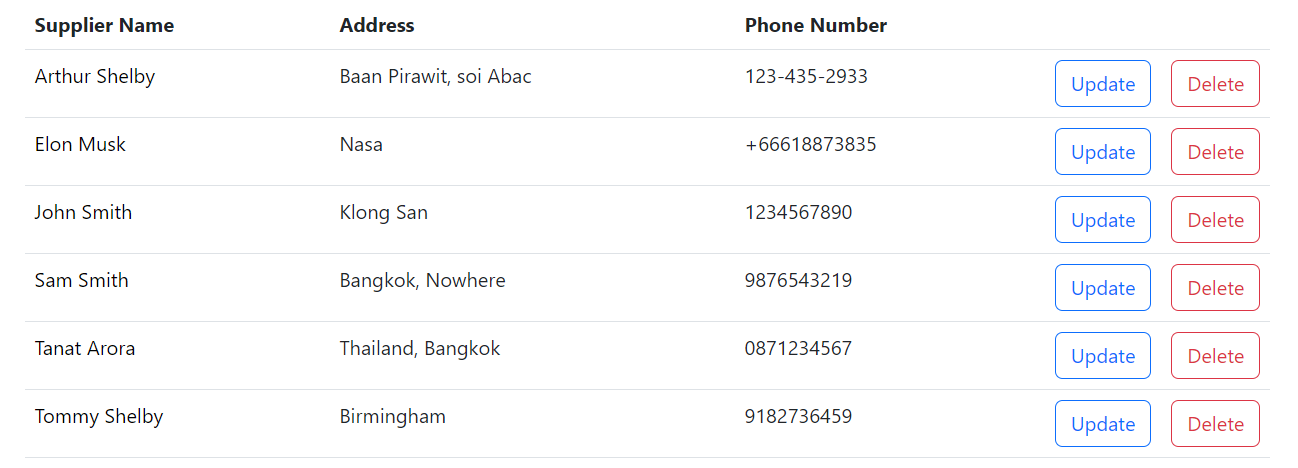 Supplier Name Address Phone Number
Arthur Shelby Baan Pirawit, soi Abac 123-435-2933 Update Delete
Elon Musk Nasa +66618873835 Update Delete
John Smith Klong San 1234567890 Update Delete
Sam Smith Bangkok, Nowhere 9876543219 Update Delete
Tanat Arora Thailand, Bangkok 0871234567 Update Delete
Tommy Shelby Birmingham 9182736459 Update Delete